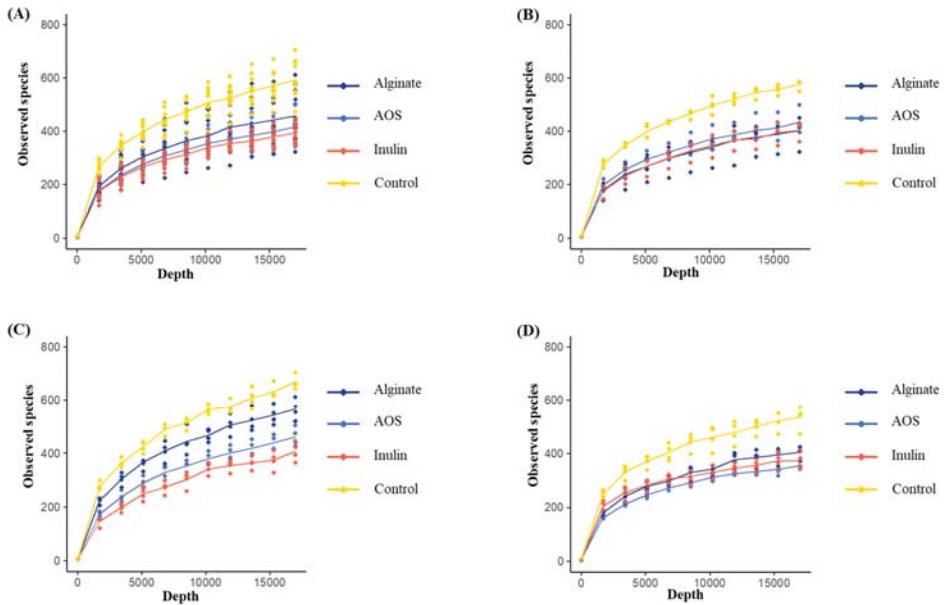 (A)
Observed species
800
600
400
200
0
0 5000 10000 15000
Depth
Alginate
AOS
Inulin
Control
(B)
Observed species
800
600
400
200
0
0 5000 10000 15000
Depth
Alginate
AOS
Inulin
Control
(C)
Observed species
800
600
400
200
0
0 5000 10000 15000
Depth
Alginate
AOS
Inulin
Control
(D)
Observed species
800
600
400
200
0
0 5000 10000 15000
Depth
Alginate
AOS
Inulin
Control